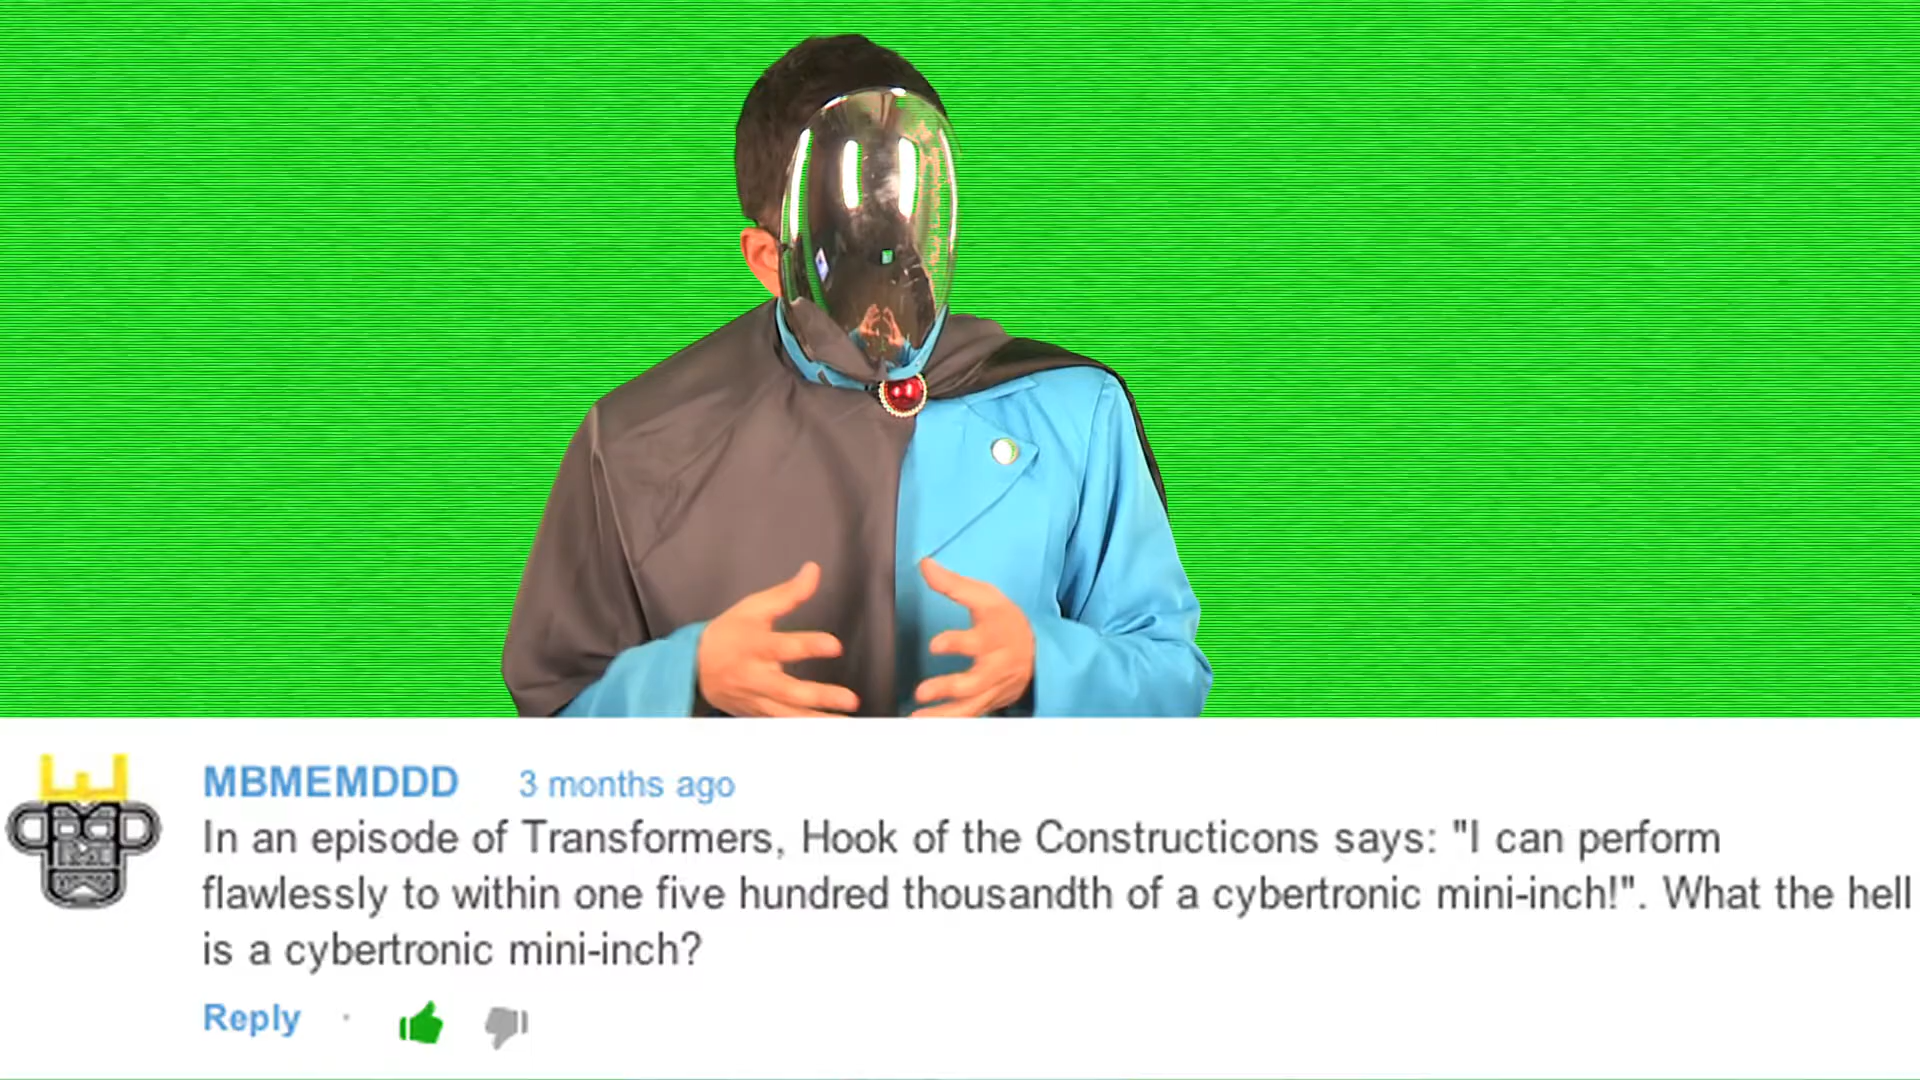 MBMEMDDD 3 months ago
In an episode of Transformers, Hook of the Constructicons says: "I can perform
flawlessly to within one five hundred thousandth of a cybertronic mini-inch!". What the hell
is a cybertronic mini-inch?
Reply ·